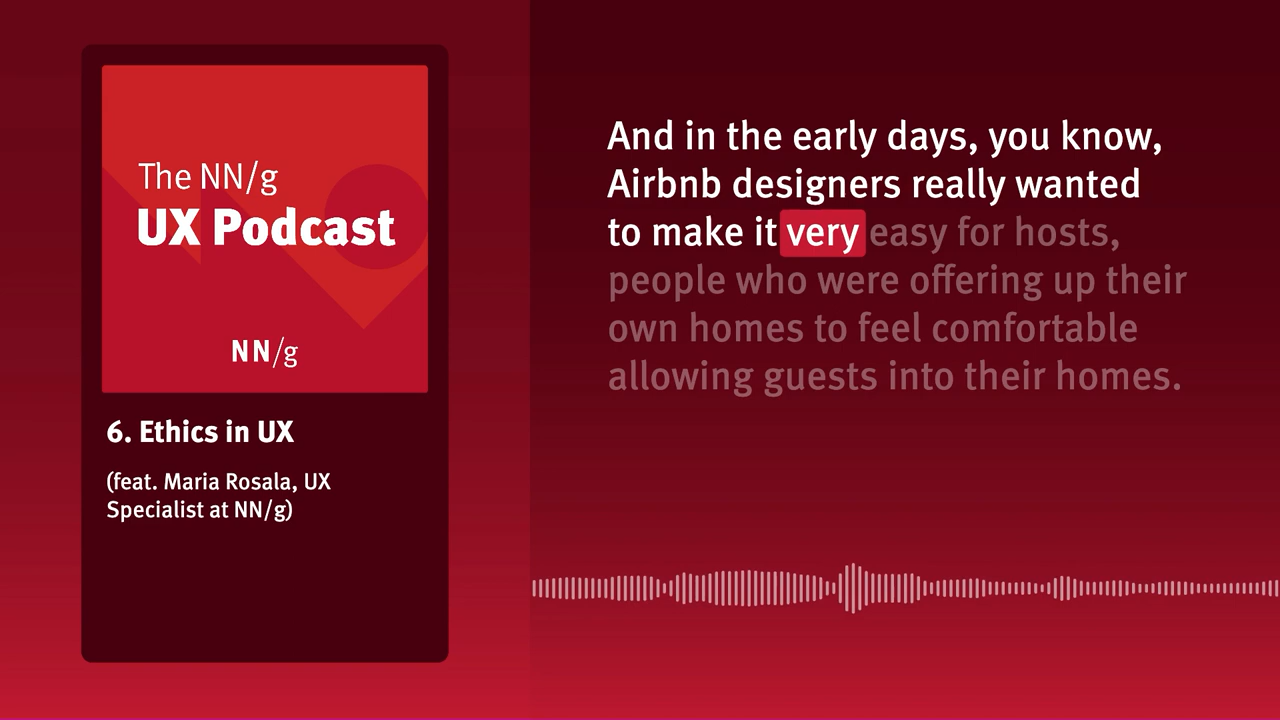 The NN/g
UX Podcast
NN/g
6. Ethics in UX
(feat. Maria Rosala, UX
Specialist at NN/g)
And in the early days, you know,
Airbnb designers really wanted
to make it very easy for hosts,
people who were offering up their
own homes to feel comfortable
allowing guests into their homes.